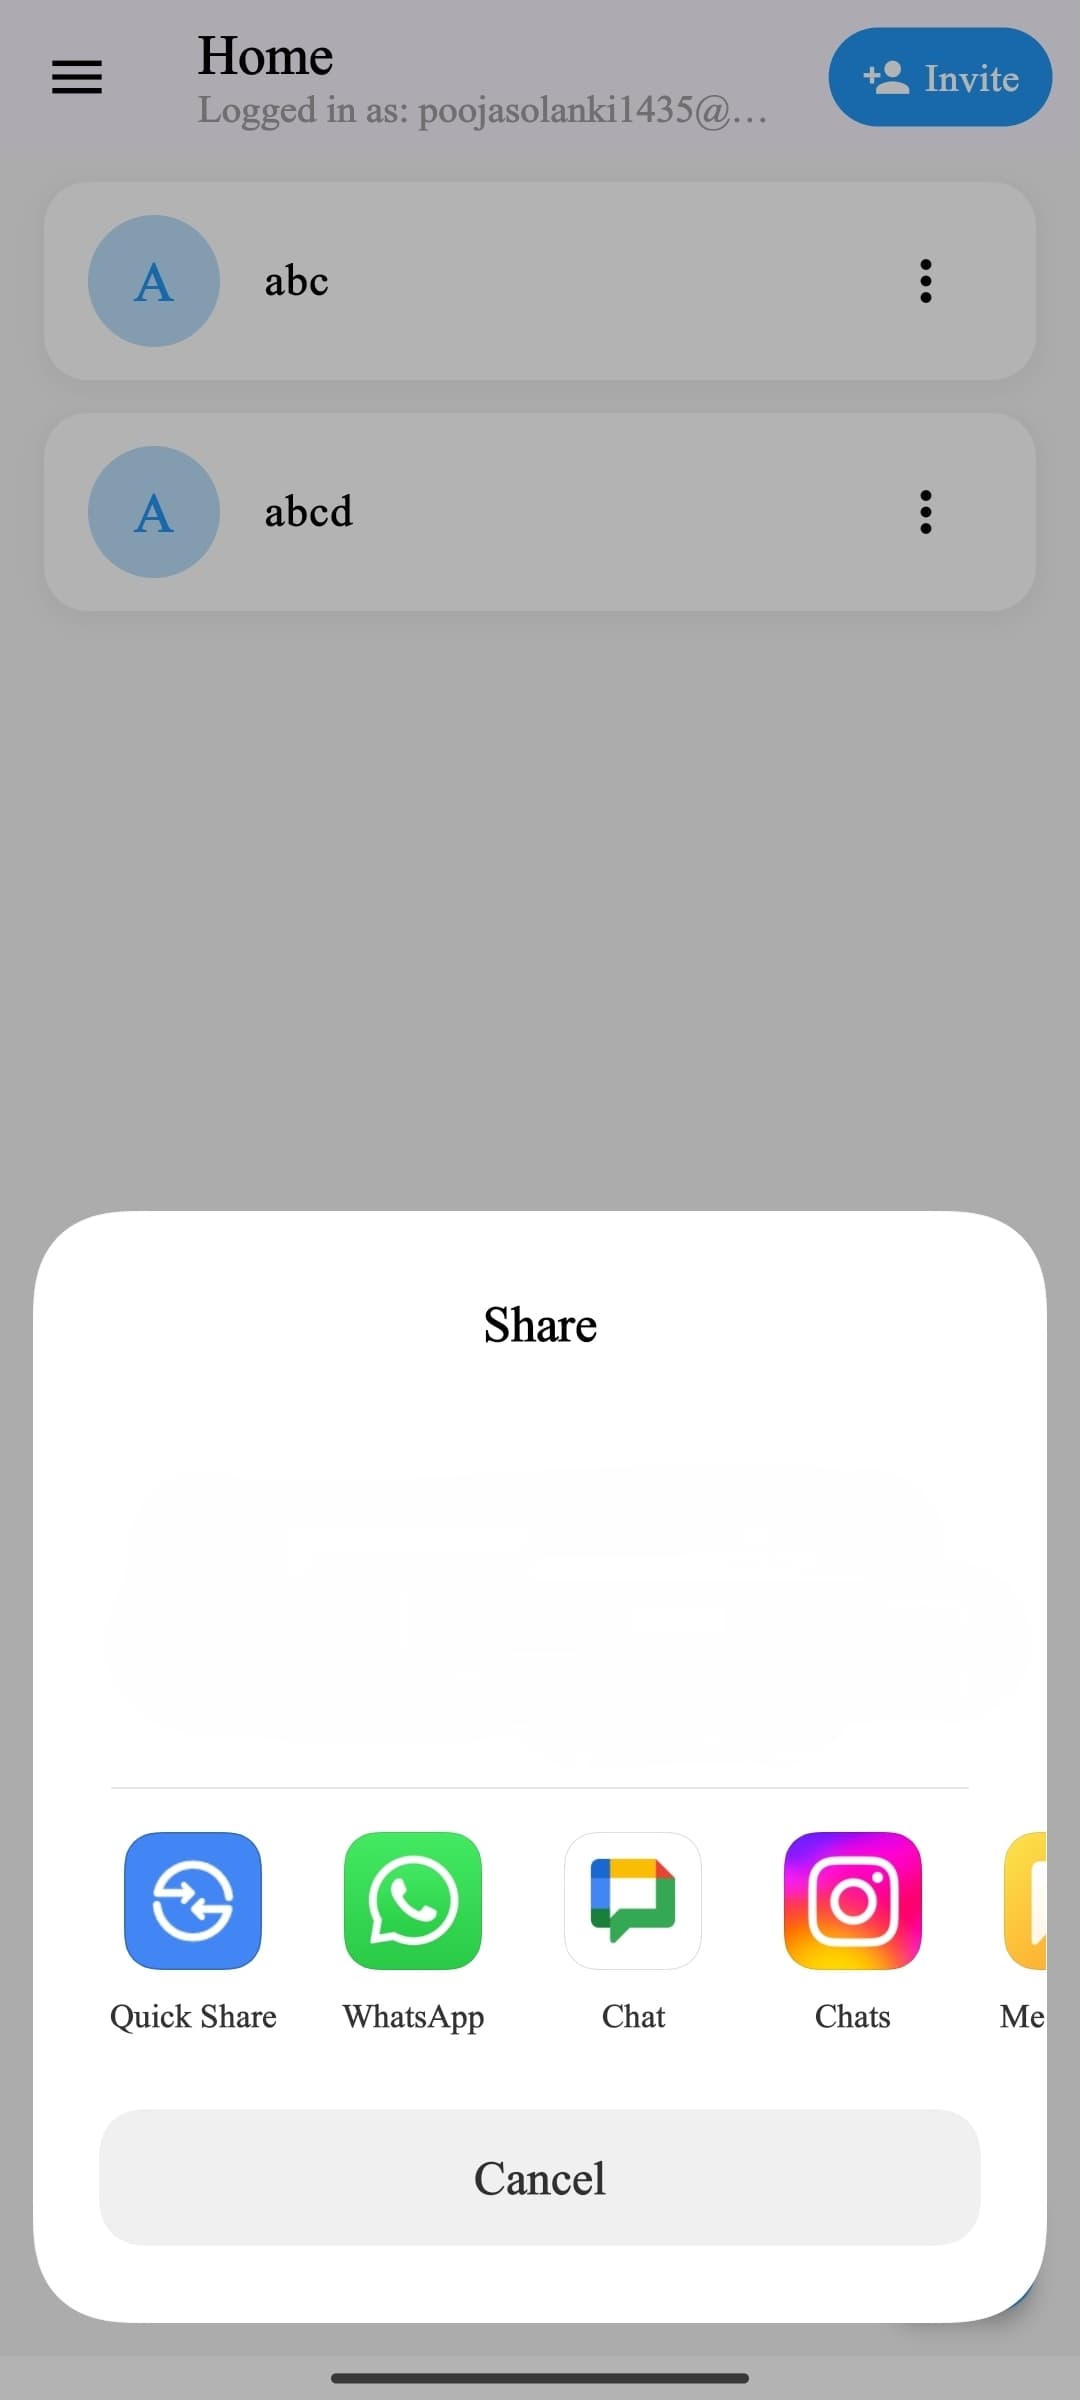 Home
Logged in as: poojasolanki1435@...
Invite
A
abc
A
abcd
Share
Quick Share
WhatsApp
Chat
Chats
Me
Cancel